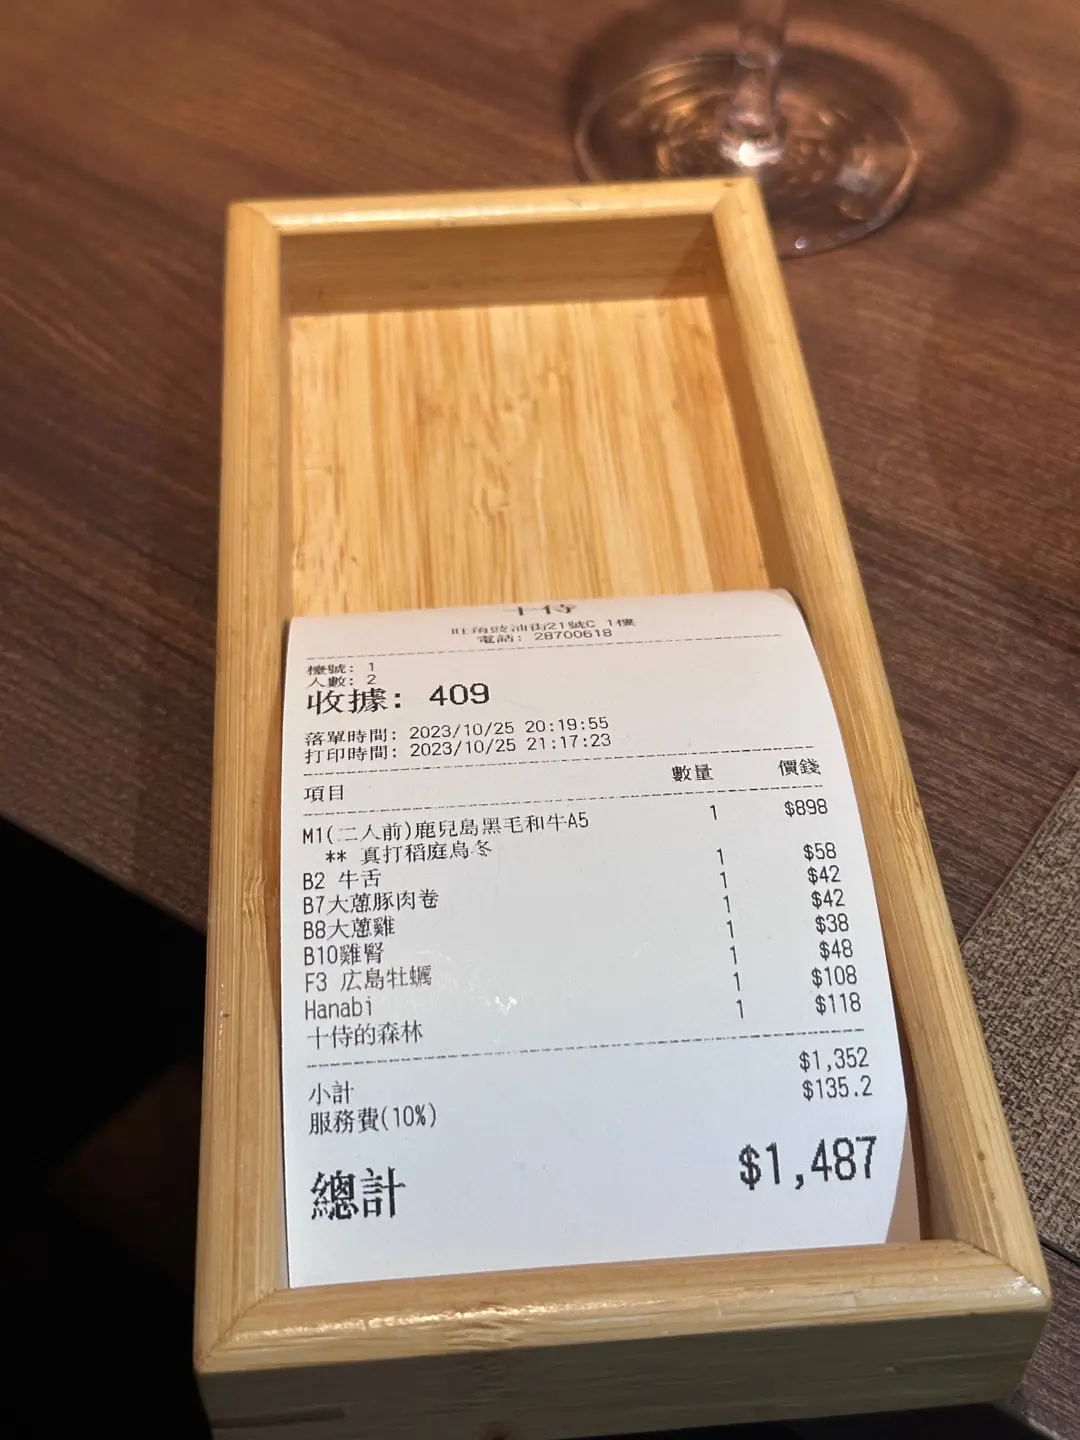 十侍
旺角豉油街21號C 1樓
電話: 28700618
檯號: 1
人數: 2
收據: 409
落單時間: 2023/10/25 20:19:55
打印時間: 2023/10/25 21:17:23
項目 數量 價錢
M1(二人前)鹿兒島黑毛和牛A5 1 $898
** 真打稻庭烏冬
B2 牛舌 1 $58
B7大蔥豚肉卷 1 $42
B8大蔥雞 1 $42
B10雞腎 1 $38
F3 広島牡蠣 1 $48
Hanabi 1 $108
十侍的森林 1 $118
小計 $1,352
服務費(10%) $135.2
總計 $1,487